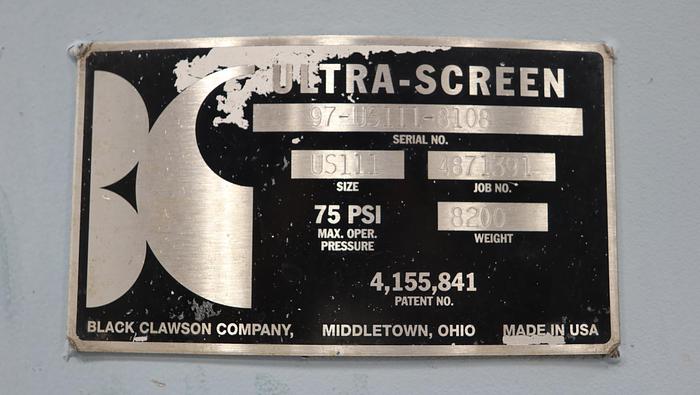 ULTRA-SCREEN
97-US111-8108
SERIAL NO.
US111
SIZE
4871391
JOB NO.
75 PSI
MAX. OPER.
PRESSURE
8200
WEIGHT
4,155,841
PATENT NO.
BLACK CLAWSON COMPANY, MIDDLETOWN, OHIO MADE IN USA